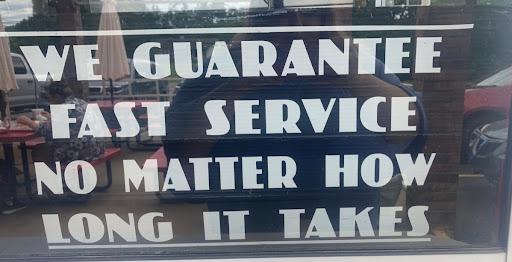 WE GUARANTEE
FAST SERVICE
NO MATTER HOW
LONG IT TAKES